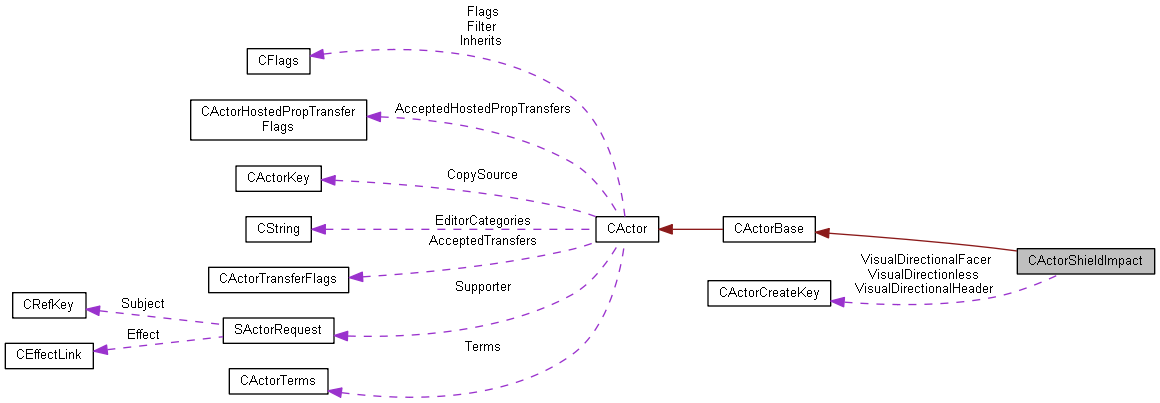 Flags
Filter
Inherits
CFlags
CActorHostedPropTransfer
Flags
AcceptedHostedPropTransfers
CActorKey
CopySource
CString
EditorCategories
CActor
CActorBase
AcceptedTransfers
CActorTransferFlags
VisualDirectionalFacer
VisualDirectionless
VisualDirectionalHeader
CActorShieldImpact
CActorCreateKey
Supporter
CRefKey
Subject
SActorRequest
Effect
CEffectLink
Terms
CActorTerms